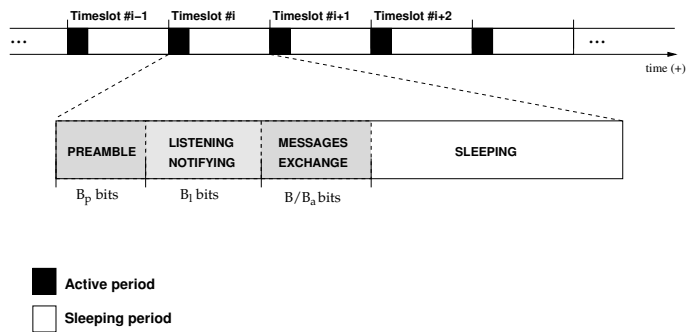 Timeslot #i−1 Timeslot #i Timeslot #i+1 Timeslot #i+2
... ...
time (+)
PREAMBLE LISTENING NOTIFYING MESSAGES EXCHANGE SLEEPING
B_p bits B_l bits B/B_a bits
Active period
Sleeping period